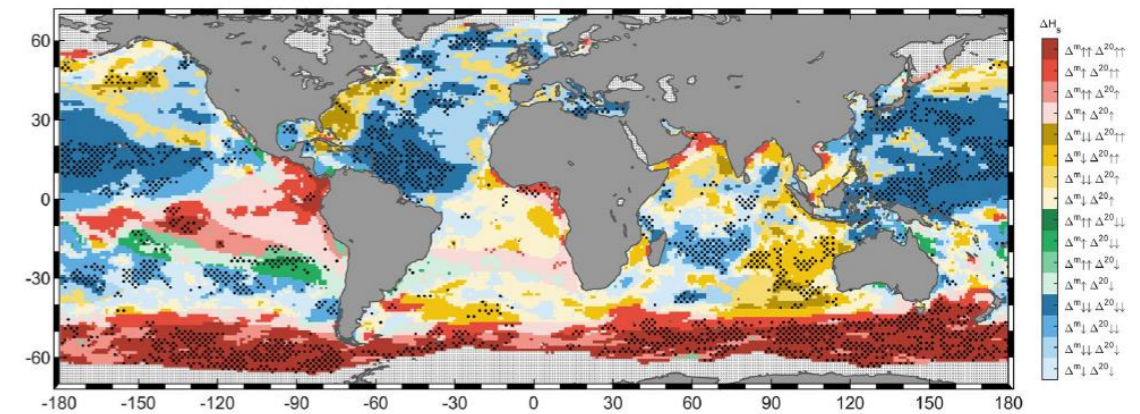 ΔHₛ
60
30
0
-30
-60
-180 -150 -120 -90 -60 -30 0 30 60 90 120 150 180
Δᵐ↑↑ Δ²⁰↑↑
Δᵐ↑ Δ²⁰↑↑
Δᵐ↑↑ Δ²⁰↑
Δᵐ↑ Δ²⁰↑
Δᵐ↓↓ Δ²⁰↑↑
Δᵐ↓ Δ²⁰↑↑
Δᵐ↓↓ Δ²⁰↑
Δᵐ↓ Δ²⁰↑
Δᵐ↑↑ Δ²⁰↓↓
Δᵐ↑ Δ²⁰↓↓
Δᵐ↑↑ Δ²⁰↓
Δᵐ↑ Δ²⁰↓
Δᵐ↓↓ Δ²⁰↓↓
Δᵐ↓ Δ²⁰↓↓
Δᵐ↓↓ Δ²⁰↓
Δᵐ↓ Δ²⁰↓